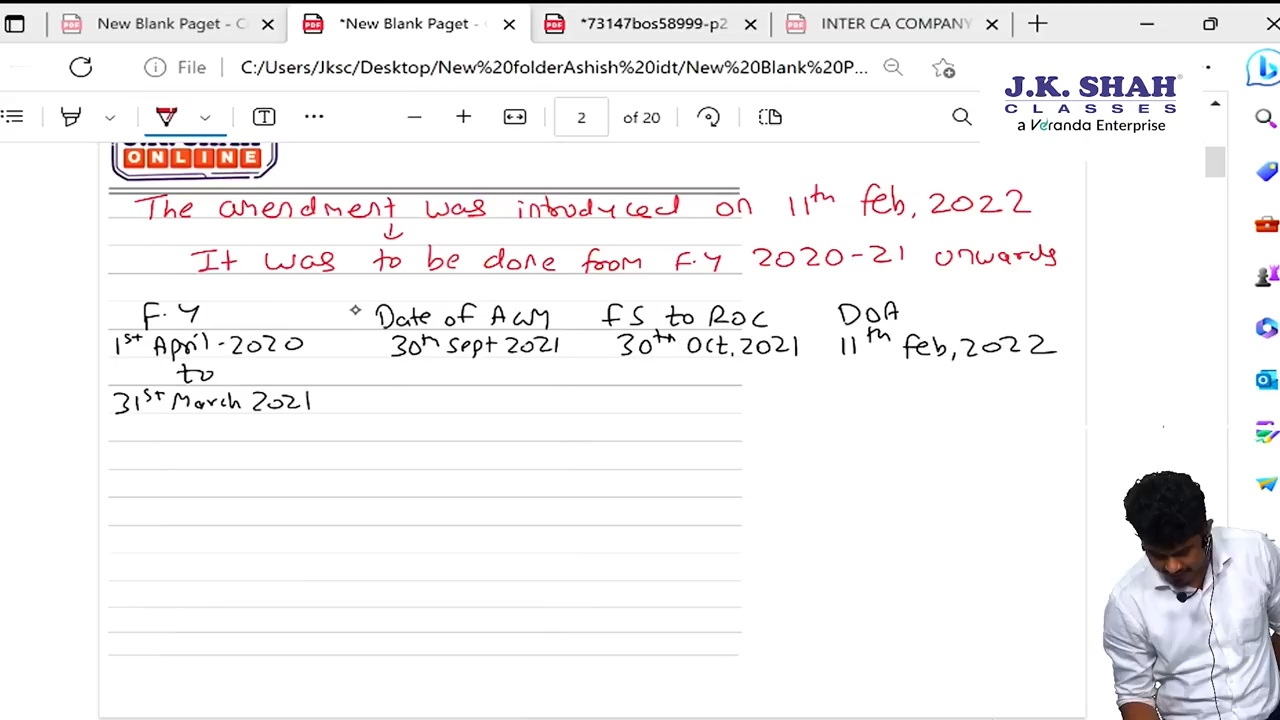 New Blank Paget - C
*New Blank Paget -
*73147bos58999-p2
INTER CA COMPANY
File
C:/Users/Jksc/Desktop/New%20folderAshish%20idt/New%20Blank%20P...
J.K. SHAH
CLASSES
a Veranda Enterprise
2 of 20
ONLINE
The amendment was introduced on 11th Feb, 2022
↓
It was to be done from F.Y 2020-21 onwards
F.Y Date of AGM FS to ROC DOA
1st April - 2020 30th Sept 2021 30th Oct, 2021 11th feb, 2022
to
31st March 2021